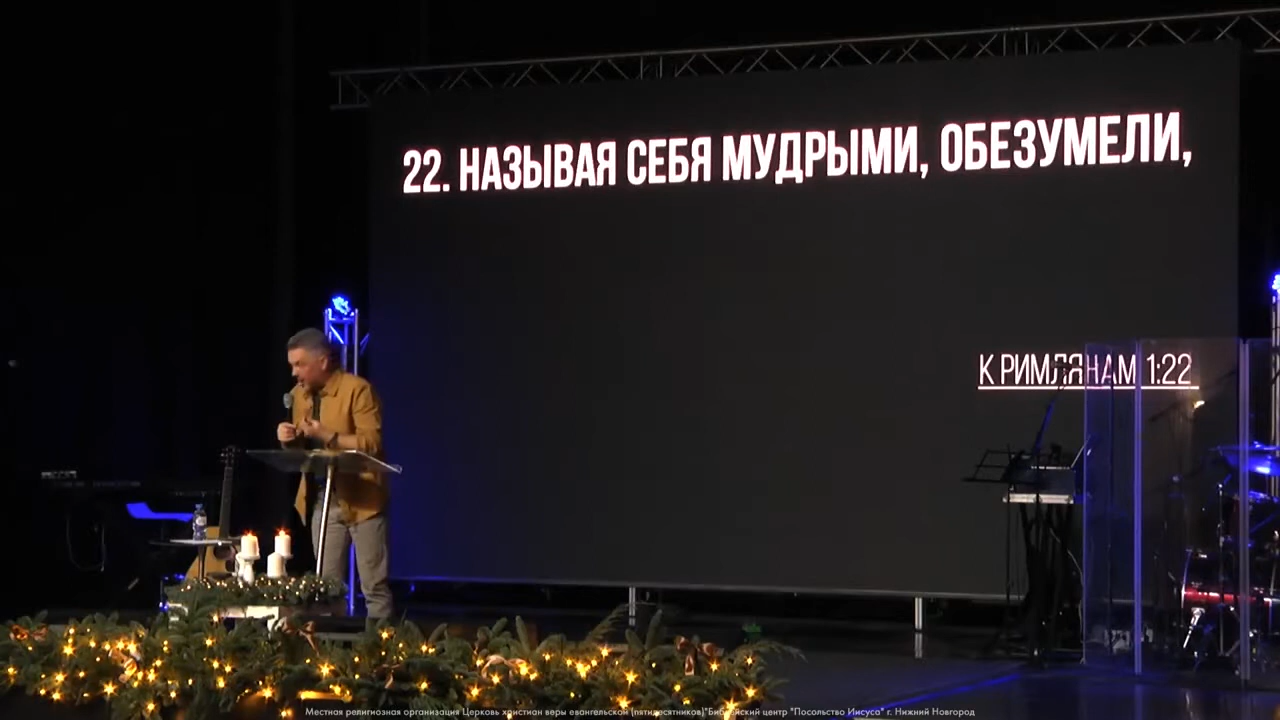 22. НАЗЫВАЯ СЕБЯ МУДРЫМИ, ОБЕЗУМЕЛИ,
К РИМЛЯНАМ 1:22
Местная религиозная организация Церковь христиан веры евангельской (пятидесятников)"Библейский центр "Посольство Иисуса" г. Нижний Новгород